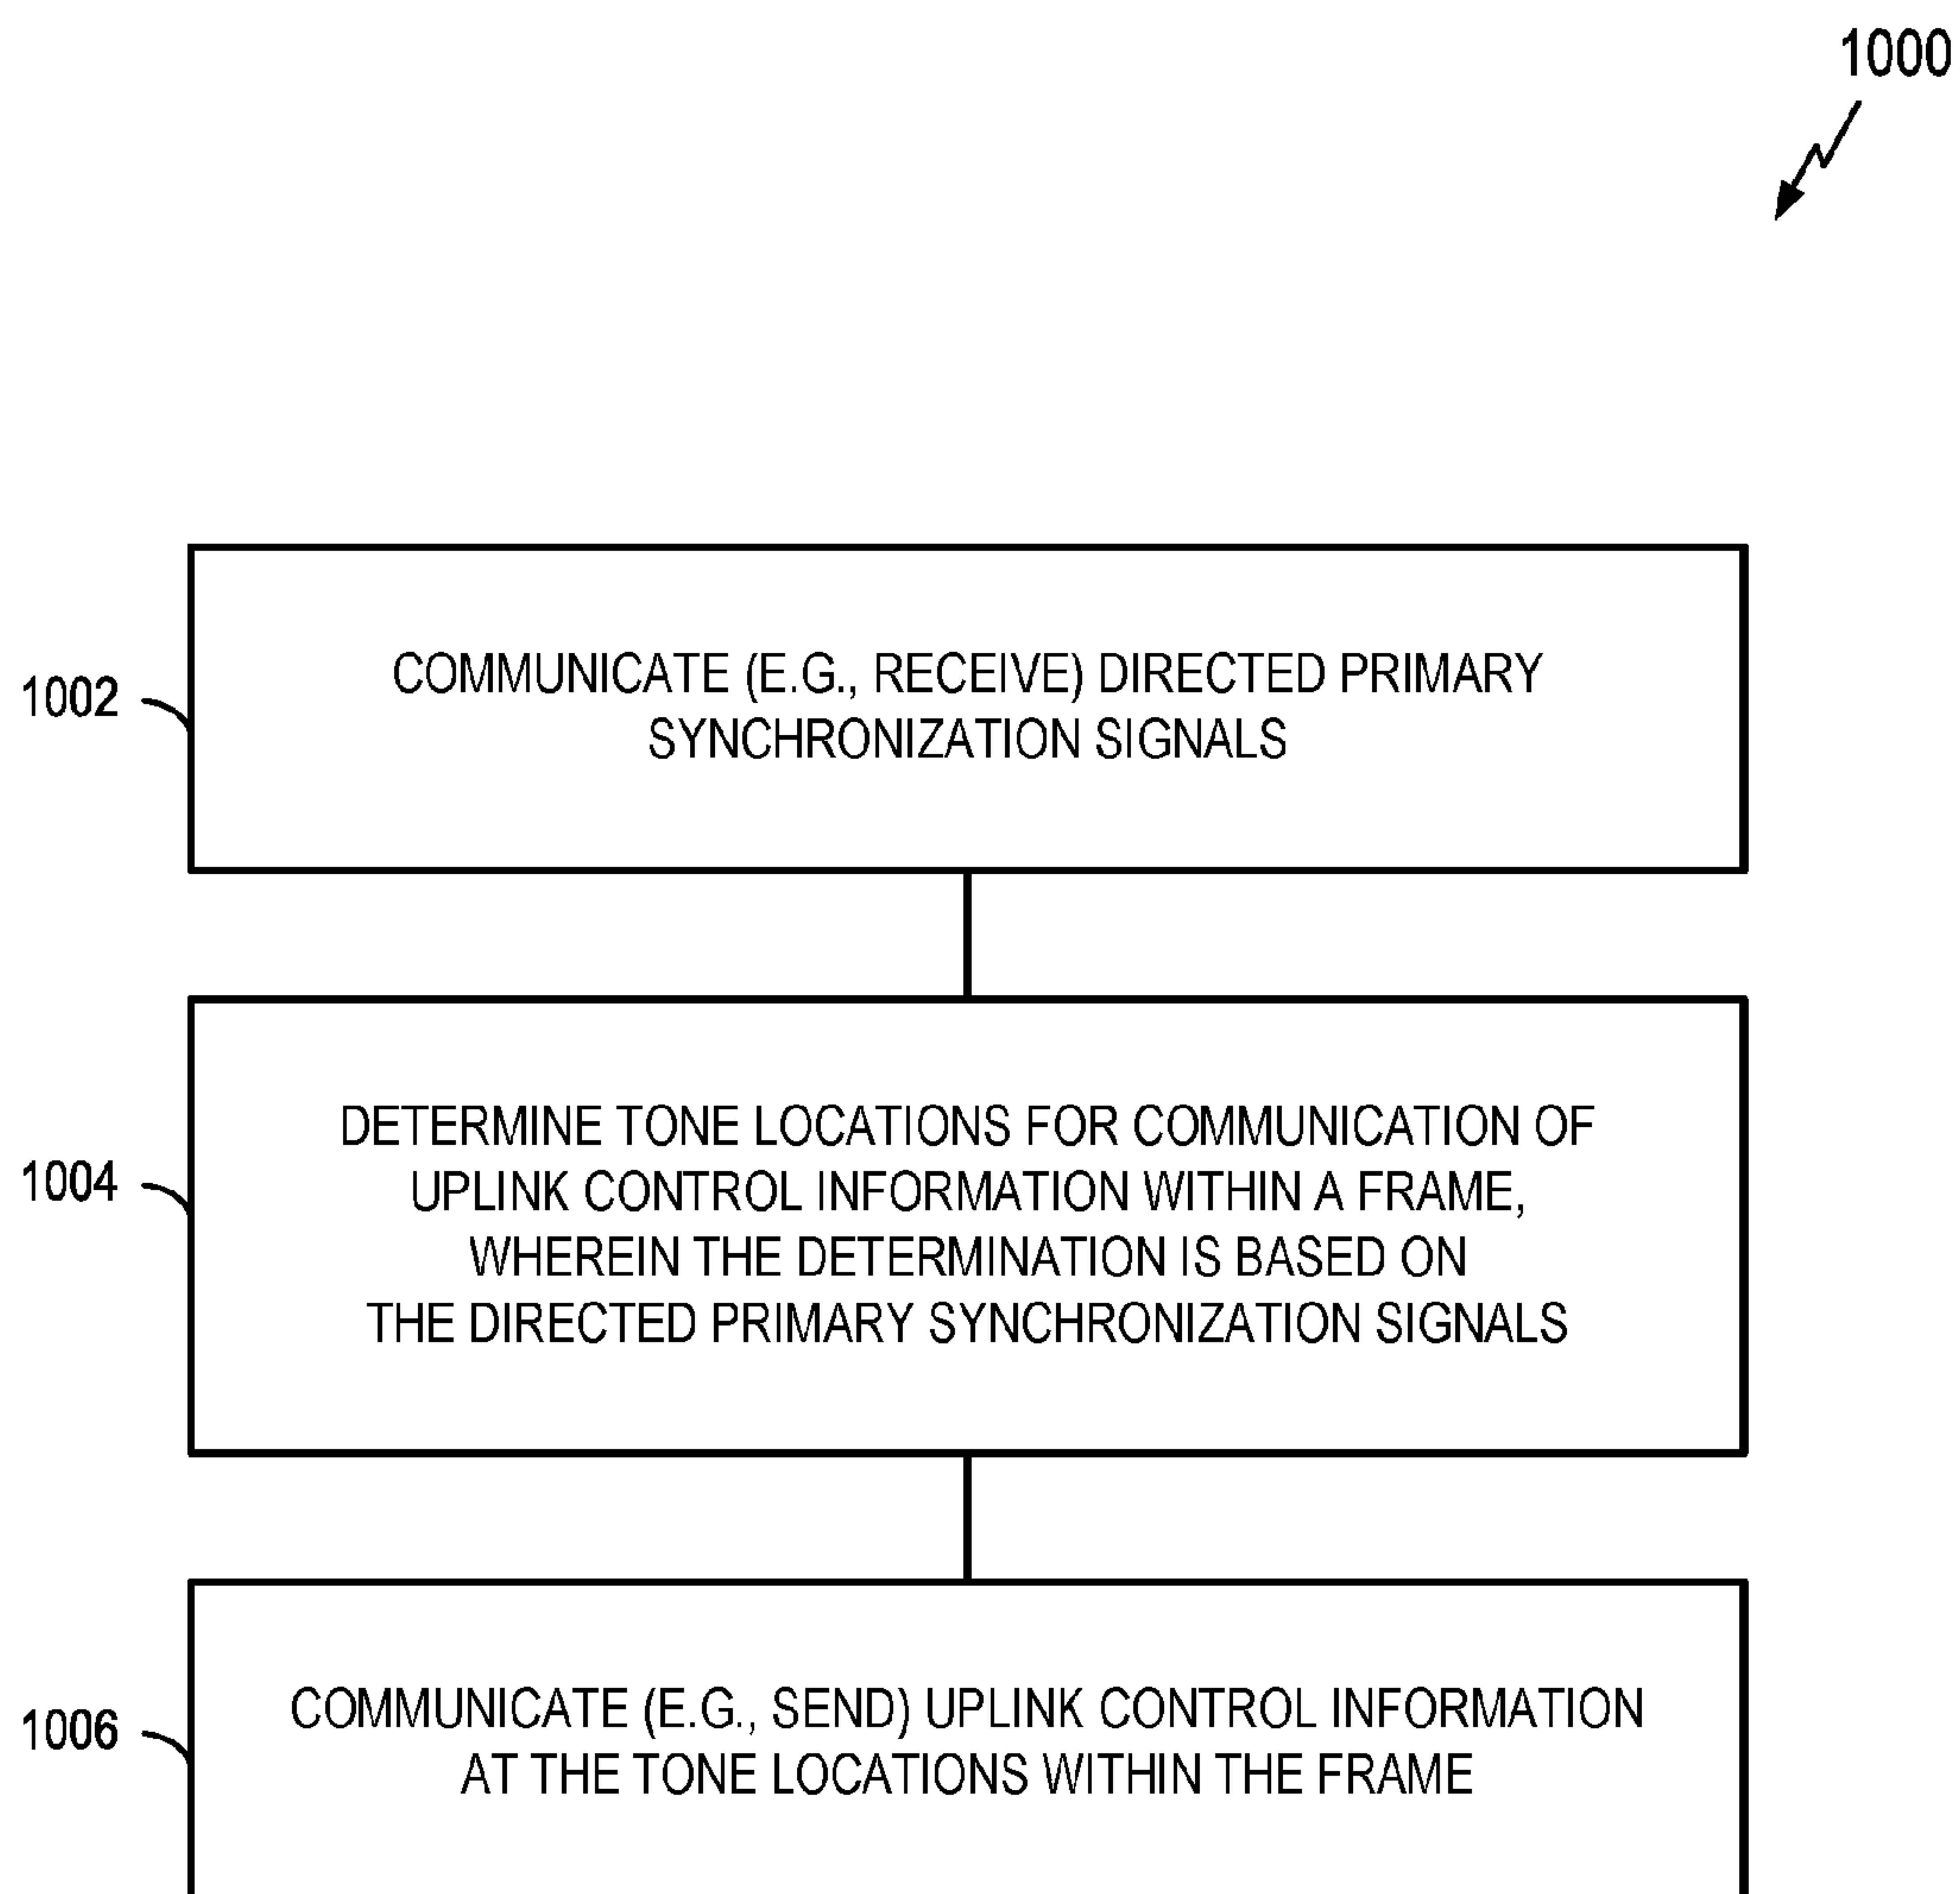 1000
1002
COMMUNICATE (E.G., RECEIVE) DIRECTED PRIMARY
SYNCHRONIZATION SIGNALS
1004
DETERMINE TONE LOCATIONS FOR COMMUNICATION OF
UPLINK CONTROL INFORMATION WITHIN A FRAME,
WHEREIN THE DETERMINATION IS BASED ON
THE DIRECTED PRIMARY SYNCHRONIZATION SIGNALS
1006
COMMUNICATE (E.G., SEND) UPLINK CONTROL INFORMATION
AT THE TONE LOCATIONS WITHIN THE FRAME